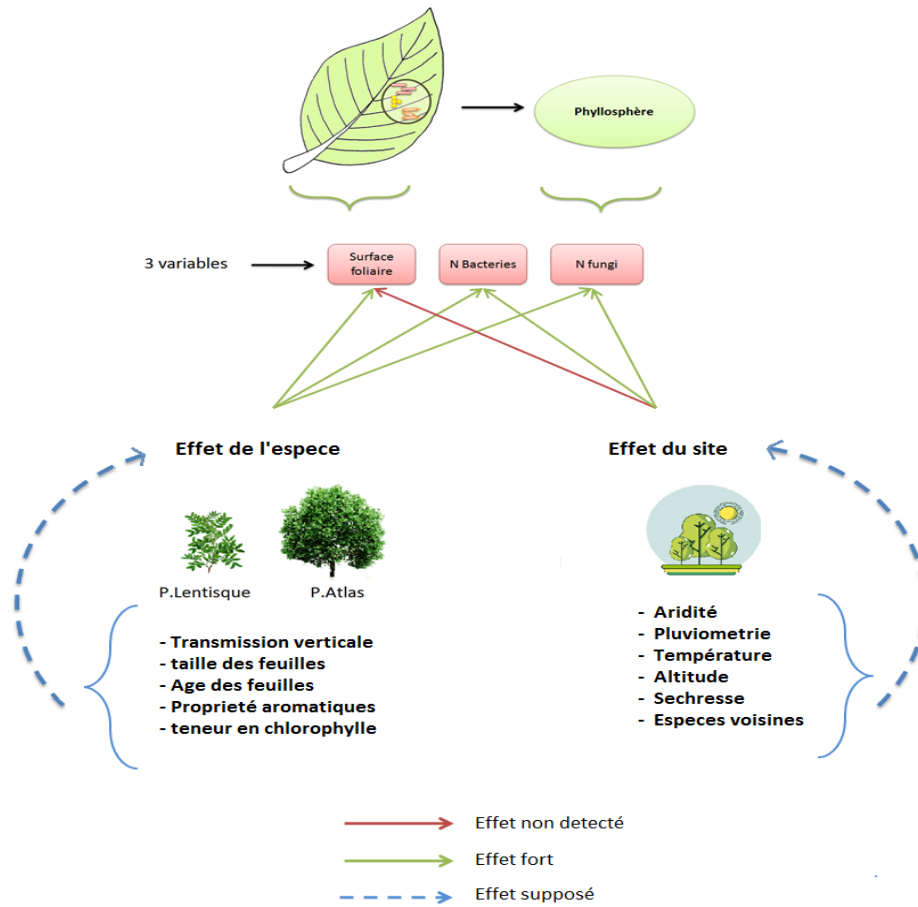 Phyllosphère
3 variables
Surface
foliaire
N Bacteries
N fungi
Effet de l'espece
Effet du site
P.Lentisque
P.Atlas
- Transmission verticale
- taille des feuilles
- Age des feuilles
- Proprieté aromatiques
- teneur en chlorophylle
- Aridité
- Pluviometrie
- Température
- Altitude
- Sechresse
- Especes voisines
Effet non detecté
Effet fort
Effet supposé